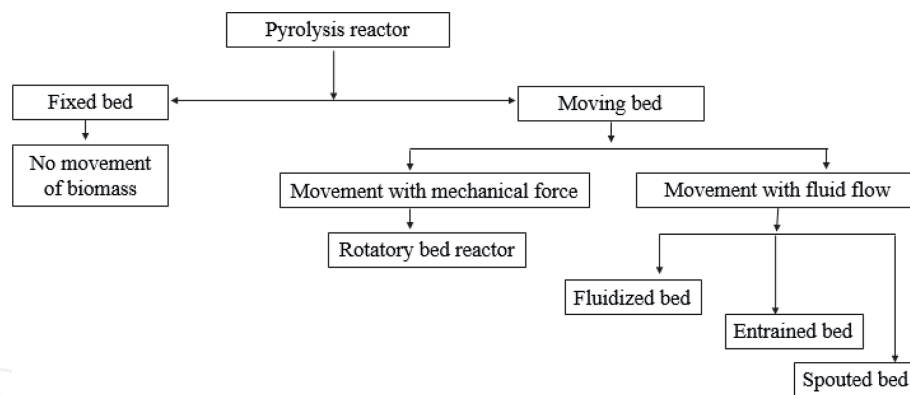 Pyrolysis reactor
Fixed bed
Moving bed
No movement
of biomass
Movement with mechanical force
Movement with fluid flow
Rotatory bed reactor
Fluidized bed
Entrained bed
Spouted bed